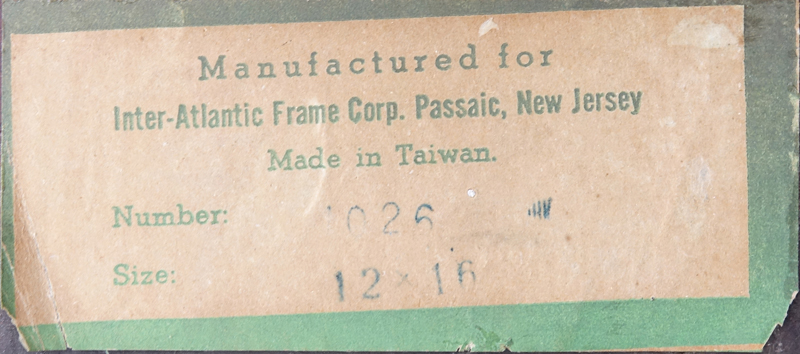 Manufactured for
Inter-Atlantic Frame Corp. Passaic, New Jersey
Made in Taiwan.
Number: 026
Size: 12 x 16